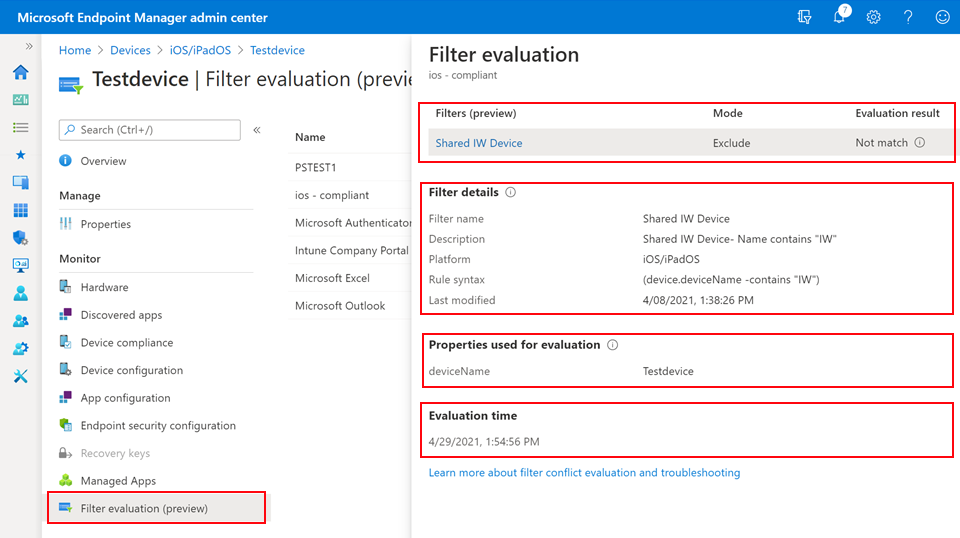 Microsoft Endpoint Manager admin center
7
Home > Devices > iOS/iPadOS > Testdevice
Testdevice | Filter evaluation (previe
Search (Ctrl+/)
Overview
Manage
Properties
Monitor
Hardware
Discovered apps
Device compliance
Device configuration
App configuration
Endpoint security configuration
Recovery keys
Managed Apps
Filter evaluation (preview)
Name
PSTEST1
ios - compliant
Microsoft Authenticator
Intune Company Portal
Microsoft Excel
Microsoft Outlook
Filter evaluation
ios - compliant
Filters (preview) Mode Evaluation result
Shared IW Device Exclude Not match
Filter details
Filter name Shared IW Device
Description Shared IW Device- Name contains "IW"
Platform iOS/iPadOS
Rule syntax (device.deviceName -contains "IW")
Last modified 4/08/2021, 1:38:26 PM
Properties used for evaluation
deviceName Testdevice
Evaluation time
4/29/2021, 1:54:56 PM
Learn more about filter conflict evaluation and troubleshooting